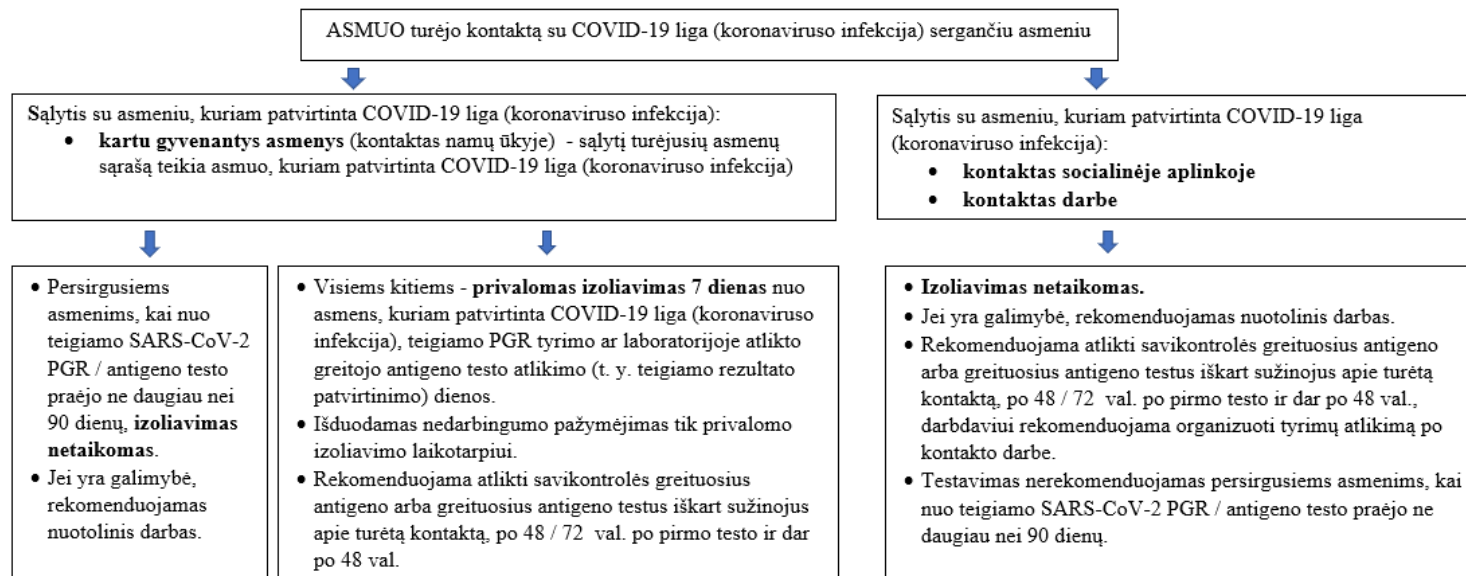 ASMUO turėjo kontaktą su COVID-19 liga (koronaviruso infekcija) sergančiu asmeniu
Sąlytis su asmeniu, kuriam patvirtinta COVID-19 liga (koronaviruso infekcija):
• kartu gyvenantys asmenys (kontaktas namų ūkyje) - sąlytį turėjusių asmenų
sąrašą teikia asmuo, kuriam patvirtinta COVID-19 liga (koronaviruso infekcija)
Sąlytis su asmeniu, kuriam patvirtinta COVID-19 liga
(koronaviruso infekcija):
• kontaktas socialinėje aplinkoje
• kontaktas darbe
• Persirgusiems
asmenims, kai nuo
teigiamo SARS-CoV-2
PGR / antigeno testo
praėjo ne daugiau nei
90 dienų, izoliavimas
netaikomas.
• Jei yra galimybė,
rekomenduojamas
nuotolinis darbas.
• Visiems kitiems - privalomas izoliavimas 7 dienas nuo
asmens, kuriam patvirtinta COVID-19 liga (koronaviruso
infekcija), teigiamo PGR tyrimo ar laboratorijoje atlikto
greitojo antigeno testo atlikimo (t. y. teigiamo rezultato
patvirtinimo) dienos.
• Išduodamas nedarbingumo pažymėjimas tik privalomo
izoliavimo laikotarpiui.
• Rekomenduojama atlikti savikontrolės greituosius
antigeno arba greituosius antigeno testus iškart sužinojus
apie turėtą kontaktą, po 48 / 72 val. po pirmo testo ir dar
po 48 val.
• Izoliavimas netaikomas.
• Jei yra galimybė, rekomenduojamas nuotolinis darbas.
• Rekomenduojama atlikti savikontrolės greituosius antigeno
arba greituosius antigeno testus iškart sužinojus apie turėtą
kontaktą, po 48 / 72 val. po pirmo testo ir dar po 48 val.,
darbdaviui rekomenduojama organizuoti tyrimų atlikimą po
kontakto darbe.
• Testavimas nerekomenduojamas persirgusiems asmenims, kai
nuo teigiamo SARS-CoV-2 PGR / antigeno testo praėjo ne
daugiau nei 90 dienų.